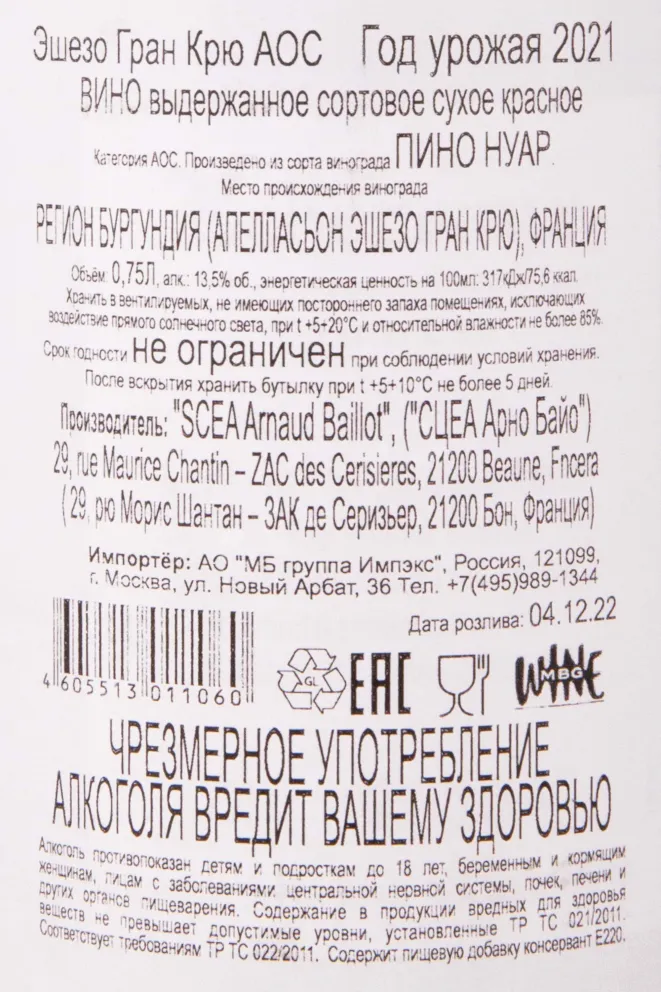 Эшезо Гран Крю АОС Год урожая 2021
ВИНО выдержанное сортовое сухое красное
Категория АОС. Произведено из сорта винограда ПИНО НУАР.
Место происхождения винограда
РЕГИОН БУРГУНДИЯ (АПЕЛЛАСЬОН ЭШЕЗО ГРАН КРЮ), ФРАНЦИЯ
Объём: 0,75Л, алк.: 13,5% об., энергетическая ценность на 100мл: 317кДж/75,6 ккал.
Хранить в вентилируемых, не имеющих постороннего запаха помещениях, исключающих
воздействие прямого солнечного света, при t +5+20°С и относительной влажности не более 85%.
Срок годности не ограничен при соблюдении условий хранения.
После вскрытия хранить бутылку при t +5+10°С не более 5 дней.
Производитель: "SCEA Arnaud Baillot", ("СЦЕА Арно Байо")
29, rue Maurice Chantin – ZAC des Cerisieres, 21200 Beaune, Fncera
( 29, рю Морис Шантан – ЗАК де Серизьер, 21200 Бон, Франция)
Импортёр: АО "МБ группа Импэкс", Россия, 121099,
г. Москва, ул. Новый Арбат, 36 Тел. +7(495)989-1344
Дата розлива: 04.12.22
4 605513 011060
GL
EAC
WINE
MBG
ЧРЕЗМЕРНОЕ УПОТРЕБЛЕНИЕ
АЛКОГОЛЯ ВРЕДИТ ВАШЕМУ ЗДОРОВЬЮ
Алкоголь противопоказан детям и подросткам до 18 лет, беременным и кормящим
женщинам, лицам с заболеваниями центральной нервной системы, почек, печени и
других органов пищеварения. Содержание в продукции вредных для здоровья
веществ не превышает допустимые уровни, установленные ТР ТС 021/2011.
Соответствует требованиям ТР ТС 022/2011. Содержит пищевую добавку консервант Е220.